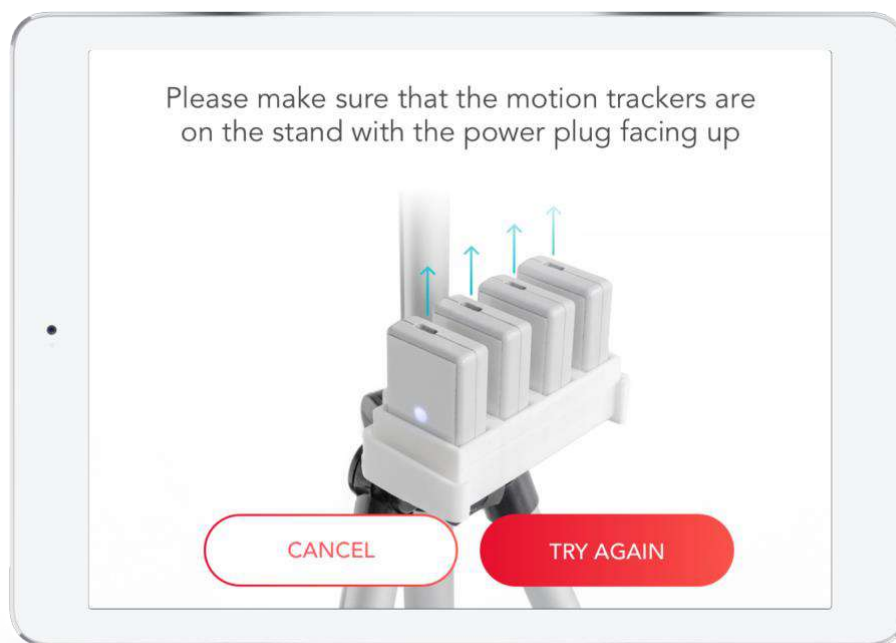 Please make sure that the motion trackers are
on the stand with the power plug facing up
CANCEL
TRY AGAIN